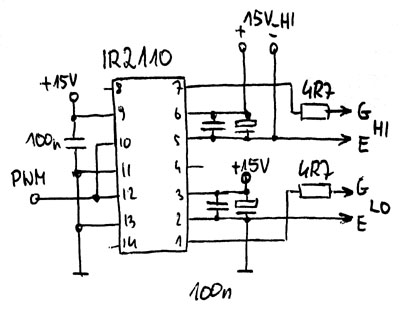 + 15V_HI -
IR2110
+15V
8 7
4R7
G
9 6
HI
100n
10 5
E
11 4
+15V
4R7
PWM
12 3
G
LO
13 2
E
14 1
100n